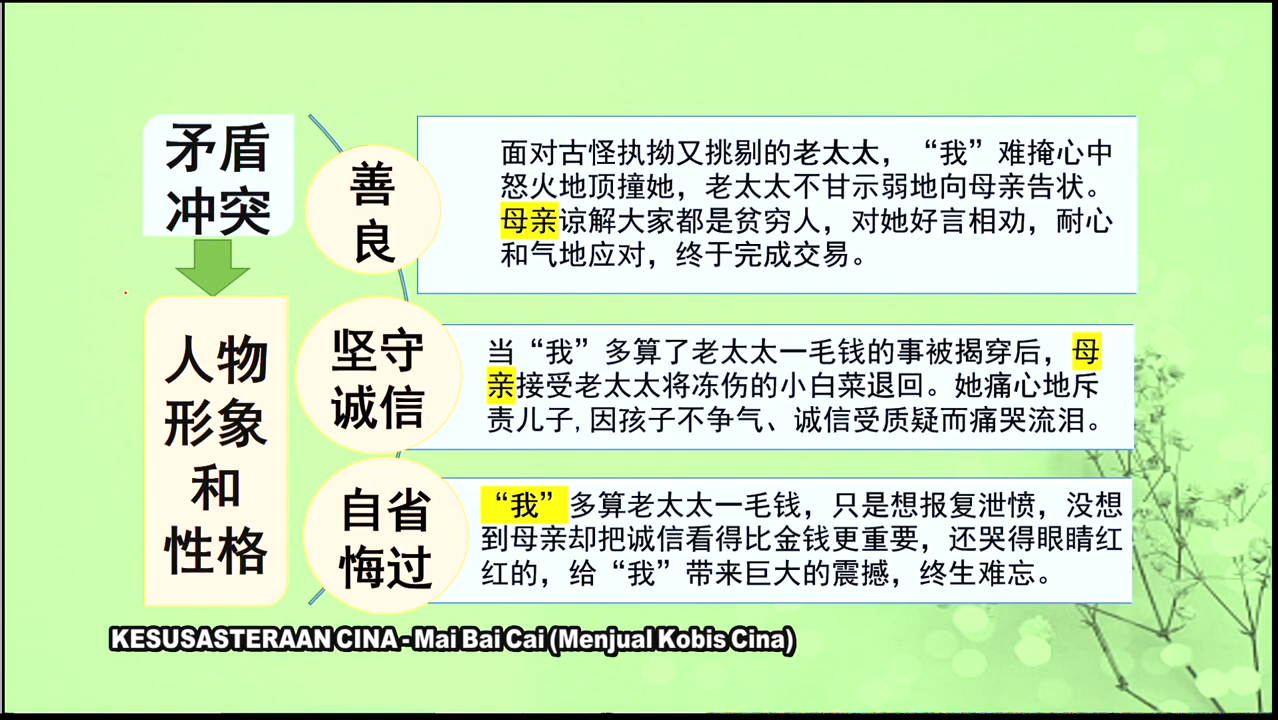 矛盾
冲突
人物
形象
和
性格
善
良
面对古怪执拗又挑剔的老太太，“我”难掩心中
怒火地顶撞她，老太太不甘示弱地向母亲告状。
母亲谅解大家都是贫穷人，对她好言相劝，耐心
和气地应对，终于完成交易。
坚守
诚信
当“我”多算了老太太一毛钱的事被揭穿后，母
亲接受老太太将冻伤的小白菜退回。她痛心地斥
责儿子,因孩子不争气、诚信受质疑而痛哭流泪。
自省
悔过
“我”多算老太太一毛钱，只是想报复泄愤，没想
到母亲却把诚信看得比金钱更重要，还哭得眼睛红
红的，给“我”带来巨大的震撼，终生难忘。
KESUSASTERAAN CINA - Mai Bai Cai (Menjual Kobis Cina)